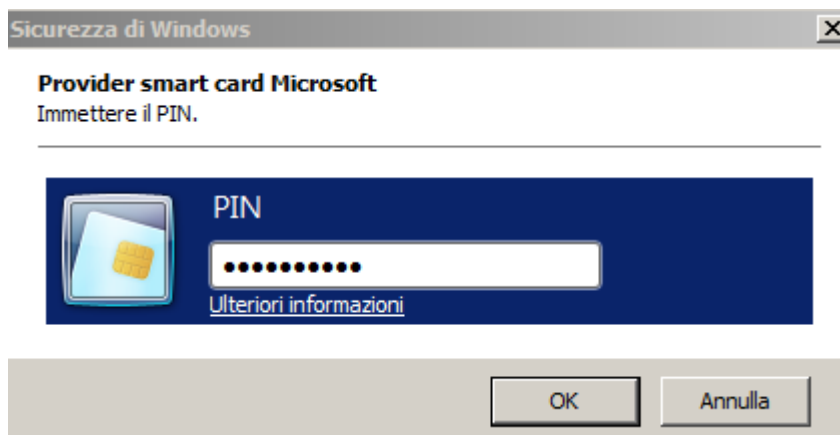 Sicurezza di Windows
Provider smart card Microsoft
Immettere il PIN.
PIN
••••••••••
Ulteriori informazioni
OK
Annulla